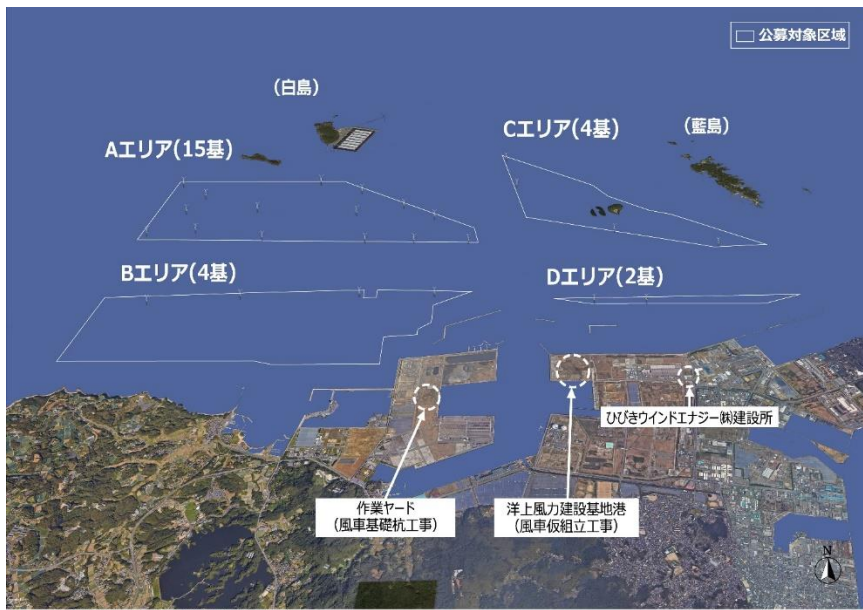 公募対象区域
(白島)
Aエリア(15基)
Cエリア(4基)
(藍島)
Bエリア(4基)
Dエリア(2基)
ひびきウインドエナジー㈱建設所
作業ヤード
(風車基礎杭工事)
洋上風力建設基地港
(風車仮組立工事)
N